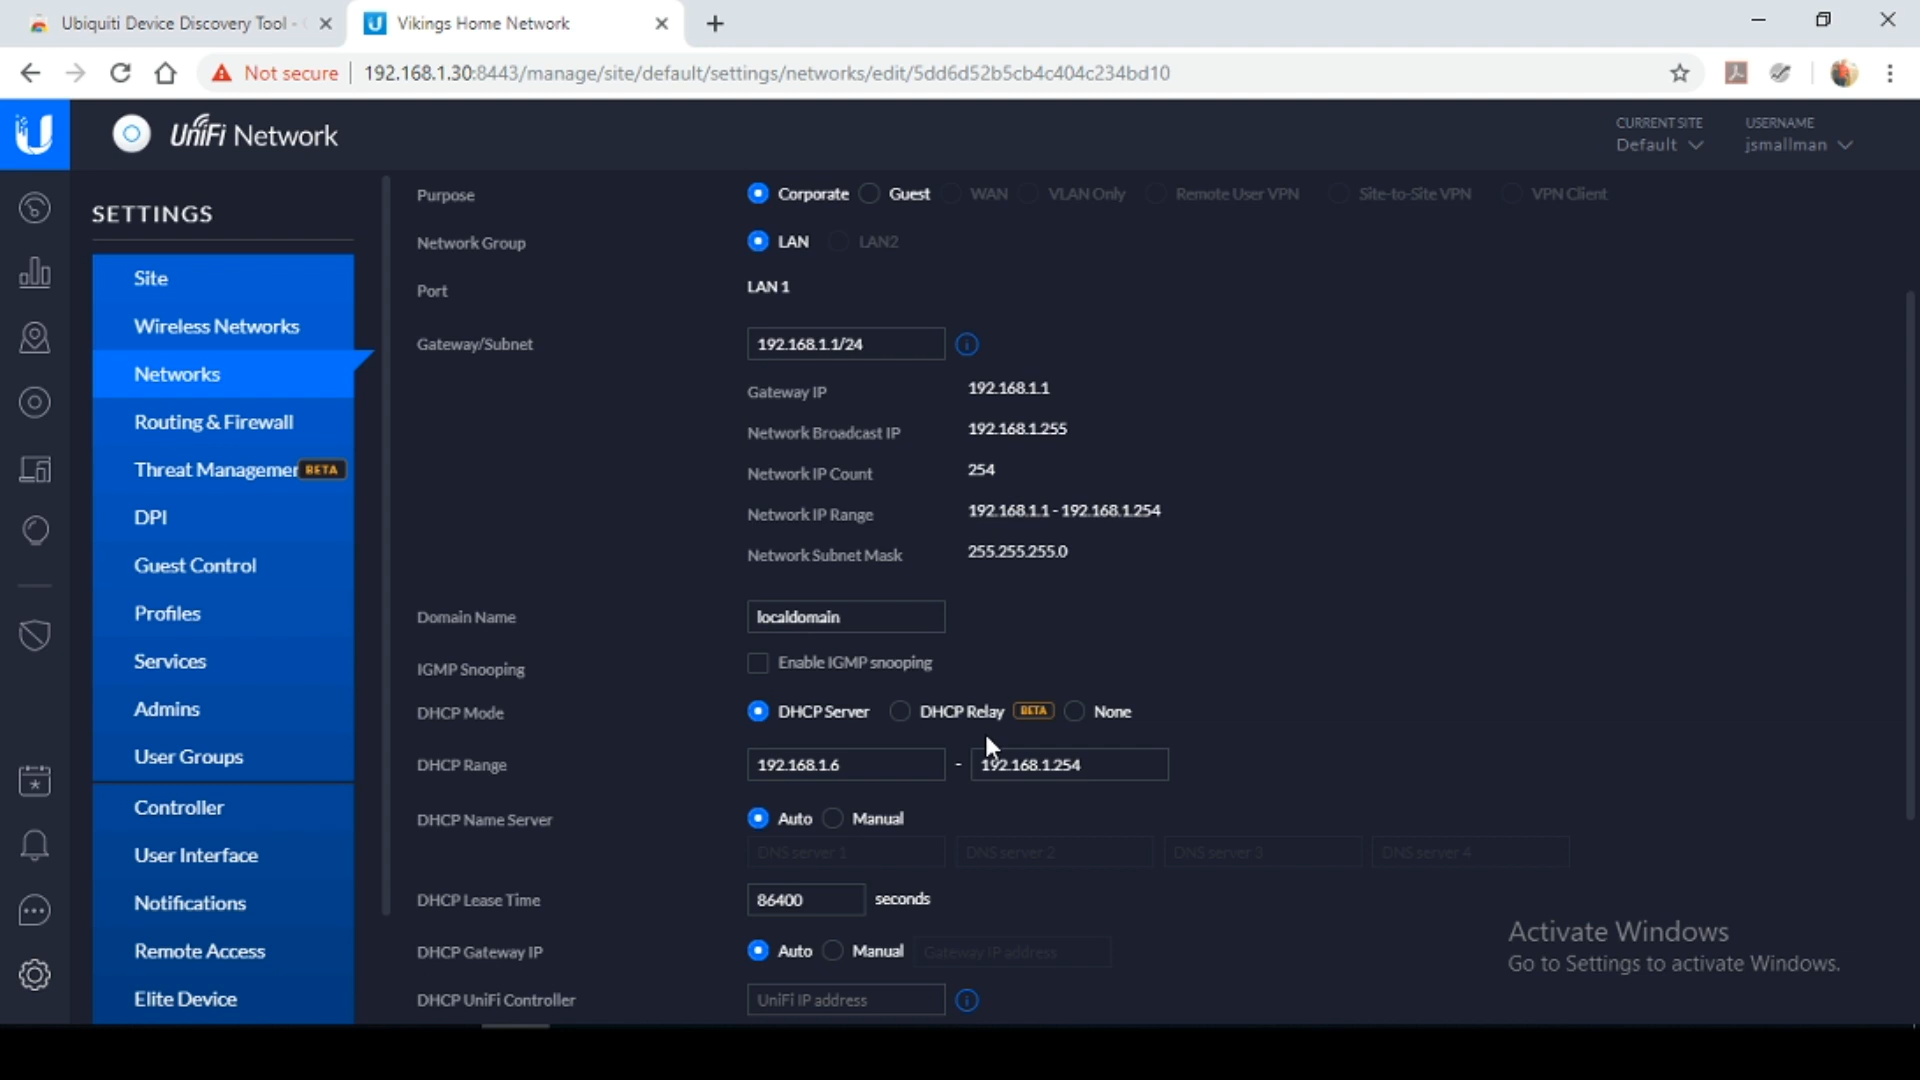 Ubiquiti Device Discovery Tool -
Vikings Home Network
Not secure
192.168.1.30:8443/manage/site/default/settings/networks/edit/5dd6d52b5cb4c404c234bd10
UniFi Network
CURRENT SITE
Default
USERNAME
jsmallman
SETTINGS
Site
Wireless Networks
Networks
Routing & Firewall
Threat Managemen BETA
DPI
Guest Control
Profiles
Services
Admins
User Groups
Controller
User Interface
Notifications
Remote Access
Elite Device
Purpose Corporate Guest WAN VLAN Only Remote User VPN Site-to-Site VPN VPN Client
Network Group LAN LAN2
Port LAN 1
Gateway/Subnet 192.168.1.1/24
Gateway IP 192.168.1.1
Network Broadcast IP 192.168.1.255
Network IP Count 254
Network IP Range 192.168.1.1 - 192.168.1.254
Network Subnet Mask 255.255.255.0
Domain Name localdomain
IGMP Snooping Enable IGMP snooping
DHCP Mode DHCP Server DHCP Relay BETA None
DHCP Range 192.168.1.6 - 192.168.1.254
DHCP Name Server Auto Manual
DNS server 1 DNS server 2 DNS server 3 DNS server 4
DHCP Lease Time 86400 seconds
DHCP Gateway IP Auto Manual Gateway IP address
DHCP UniFi Controller UniFi IP address
Activate Windows
Go to Settings to activate Windows.